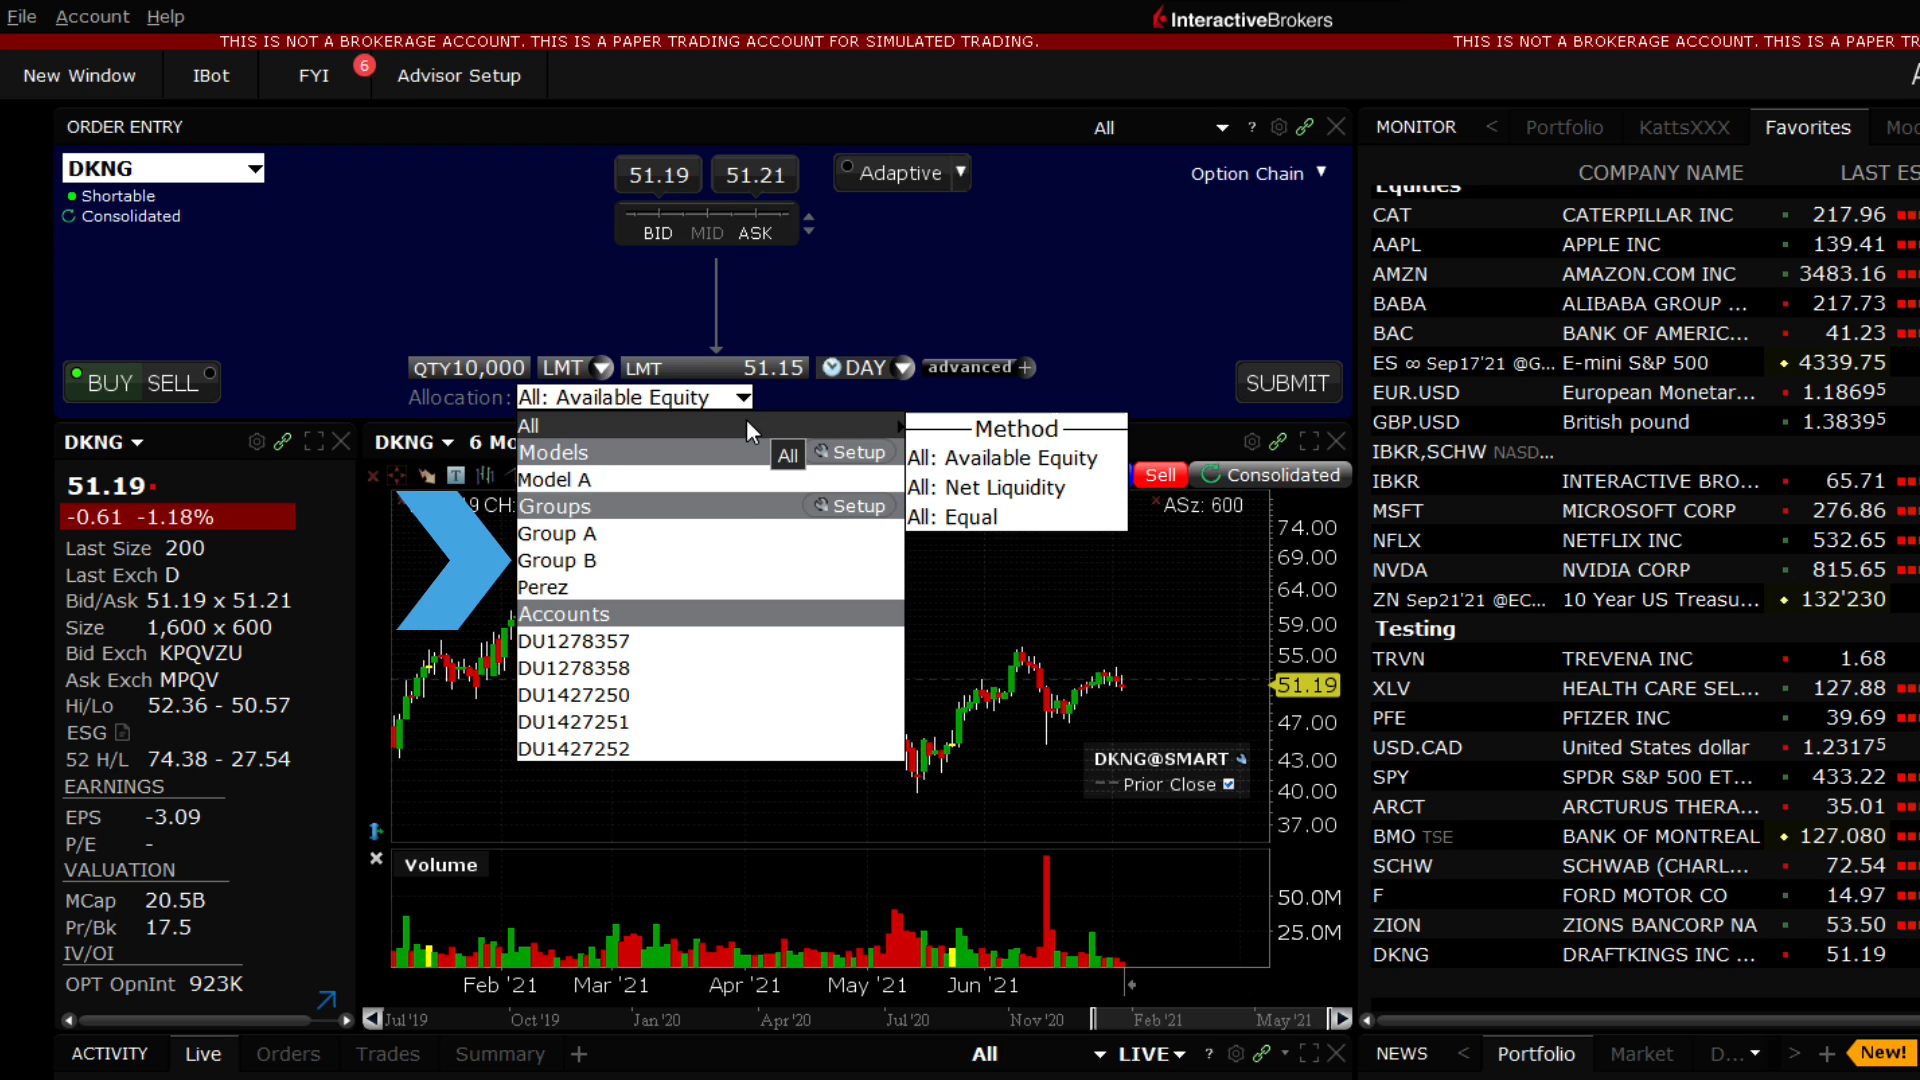 File Account Help
InteractiveBrokers
THIS IS NOT A BROKERAGE ACCOUNT. THIS IS A PAPER TRADING ACCOUNT FOR SIMULATED TRADING.
THIS IS NOT A BROKERAGE ACCOUNT. THIS IS A PAPER TR
New Window IBot FYI 6 Advisor Setup
ORDER ENTRY All ?
DKNG
Shortable
Consolidated
51.19 51.21
BID MID ASK
Adaptive
Option Chain
BUY SELL
QTY 10,000 LMT LMT 51.15 DAY advanced +
SUBMIT
Allocation: All: Available Equity
All
Models Setup
All
Model A
Groups Setup
Group A
Group B
Perez
Accounts
DU1278357
DU1278358
DU1427250
DU1427251
DU1427252
Method
All: Available Equity
All: Net Liquidity
All: Equal
DKNG
51.19
-0.61 -1.18%
Last Size 200
Last Exch D
Bid/Ask 51.19 x 51.21
Size 1,600 x 600
Bid Exch KPQVZU
Ask Exch MPQV
Hi/Lo 52.36 - 50.57
ESG
52 H/L 74.38 - 27.54
EARNINGS
EPS -3.09
P/E -
VALUATION
MCap 20.5B
Pr/Bk 17.5
IV/OI
OPT OpnInt 923K
DKNG 6 Mo
T
Sell Consolidated
9 CH:
ASz: 600
74.00
69.00
64.00
59.00
55.00
51.19
47.00
43.00
40.00
37.00
DKNG@SMART
Prior Close
Volume
50.0M
25.0M
Feb '21 Mar '21 Apr '21 May '21 Jun '21
Jul '19 Oct '19 Jan '20 Apr '20 Jul '20 Nov '20 Feb '21 May '21
ACTIVITY Live Orders Trades Summary +
All LIVE ?
MONITOR < Portfolio KattsXXX Favorites Moc
COMPANY NAME LAST ES
Equities
CAT CATERPILLAR INC 217.96
AAPL APPLE INC 139.41
AMZN AMAZON.COM INC 3483.16
BABA ALIBABA GROUP ... 217.73
BAC BANK OF AMERIC... 41.23
ES ∞ Sep17'21 @G... E-mini S&P 500 4339.75
EUR.USD European Monetar... 1.18695
GBP.USD British pound 1.38395
IBKR,SCHW NASD...
IBKR INTERACTIVE BRO... 65.71
MSFT MICROSOFT CORP 276.86
NFLX NETFLIX INC 532.65
NVDA NVIDIA CORP 815.65
ZN Sep21'21 @EC... 10 Year US Treasu... 132'230
Testing
TRVN TREVENA INC 1.68
XLV HEALTH CARE SEL... 127.88
PFE PFIZER INC 39.69
USD.CAD United States dollar 1.23175
SPY SPDR S&P 500 ET... 433.22
ARCT ARCTURUS THERA... 35.01
BMO TSE BANK OF MONTREAL 127.080
SCHW SCHWAB (CHARL... 72.54
F FORD MOTOR CO 14.97
ZION ZIONS BANCORP NA 53.50
DKNG DRAFTKINGS INC ... 51.19
NEWS < Portfolio Market D... > + New!